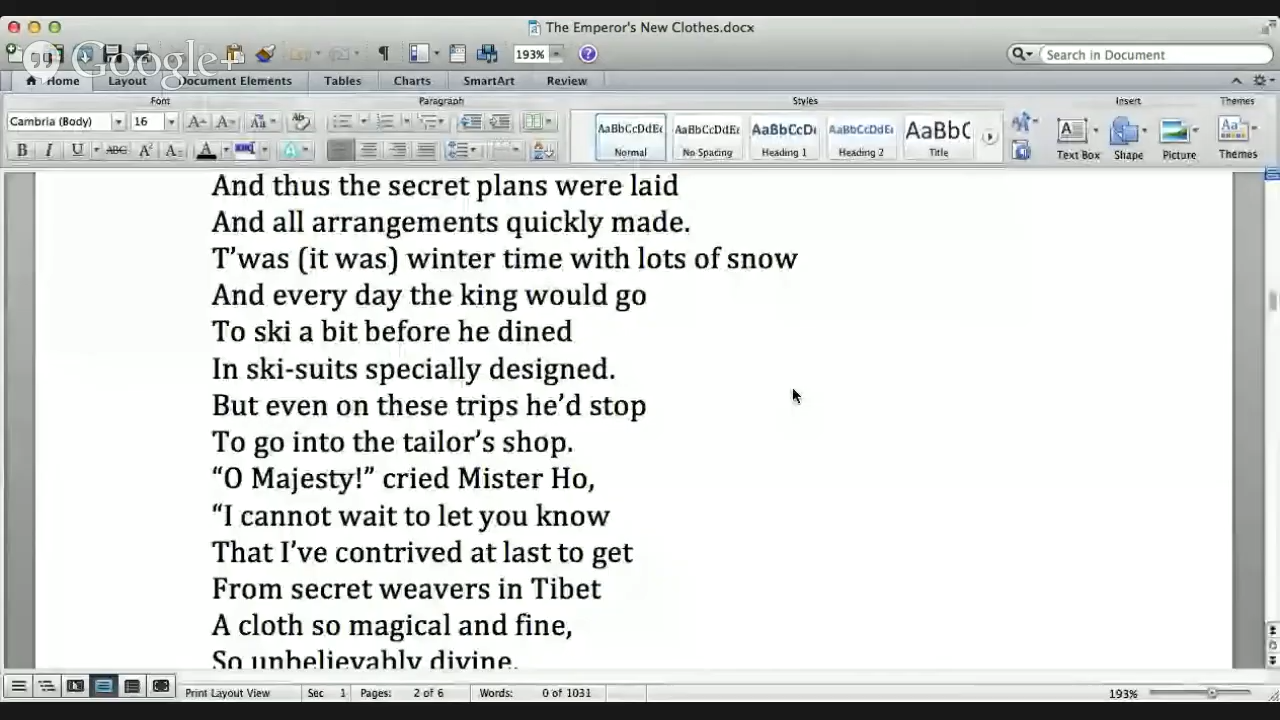 The Emperor's New Clothes.docx
Google+
193%
Search in Document
Home Layout Document Elements Tables Charts SmartArt Review
Font Paragraph Styles Insert Themes
Cambria (Body) 16
AaBbCcDdEe AaBbCcDdEe AaBbCcDc AaBbCcDdEe AaBbC
Normal No Spacing Heading 1 Heading 2 Title Text Box Shape Picture Themes
And thus the secret plans were laid
And all arrangements quickly made.
T’was (it was) winter time with lots of snow
And every day the king would go
To ski a bit before he dined
In ski-suits specially designed.
But even on these trips he’d stop
To go into the tailor’s shop.
“O Majesty!” cried Mister Ho,
“I cannot wait to let you know
That I’ve contrived at last to get
From secret weavers in Tibet
A cloth so magical and fine,
So unbelievably divine,
Print Layout View Sec 1 Pages: 2 of 6 Words: 0 of 1031 193%